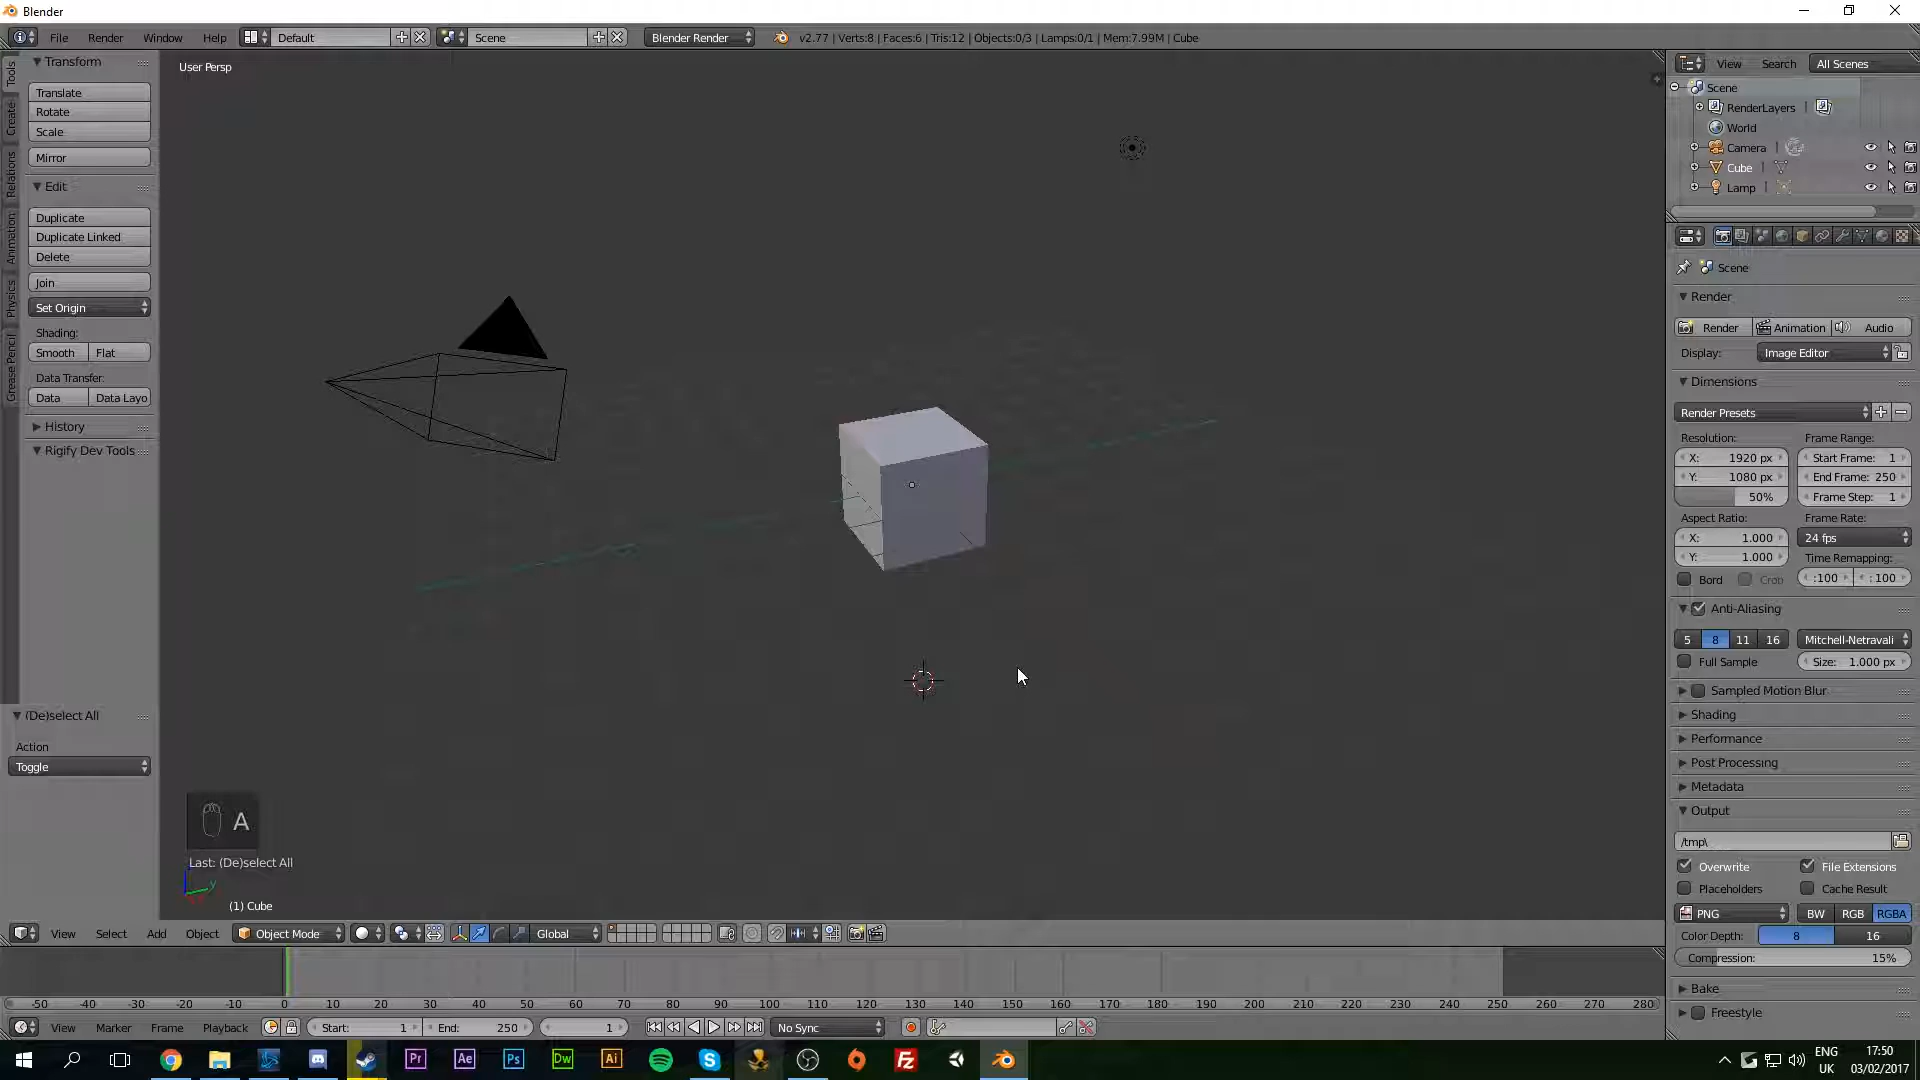 Blender
File Render Window Help Default Scene Blender Render v2.77 | Verts:8 | Faces:6 | Tris:12 | Objects:0/3 | Lamps:0/1 | Mem:7.99M | Cube
Tools
Create
Relations
Animation
Physics
Grease Pencil
Transform
Translate
Rotate
Scale
Mirror
Edit
Duplicate
Duplicate Linked
Delete
Join
Set Origin
Shading:
Smooth Flat
Data Transfer:
Data Data Layo
History
Rigify Dev Tools
(De)select All
Action
Toggle
User Persp
A
Last: (De)select All
y
(1) Cube
View Select Add Object Object Mode Global
-50 -40 -30 -20 -10 0 10 20 30 40 50 60 70 80 90 100 110 120 130 140 150 160 170 180 190 200 210 220 230 240 250 260 270 280
View Marker Frame Playback Start: 1 End: 250 1 No Sync
View Search All Scenes
Scene
RenderLayers
World
Camera
Cube
Lamp
Scene
Render
Render Animation Audio
Display: Image Editor
Dimensions
Render Presets
Resolution: Frame Range:
X: 1920 px Start Frame: 1
Y: 1080 px End Frame: 250
50% Frame Step: 1
Aspect Ratio: Frame Rate:
X: 1.000 24 fps
Y: 1.000 Time Remapping:
Bord Crop :100 : 100
Anti-Aliasing
5 8 11 16 Mitchell-Netravali
Full Sample Size: 1.000 px
Sampled Motion Blur
Shading
Performance
Post Processing
Metadata
Output
/tmp\
Overwrite File Extensions
Placeholders Cache Result
PNG BW RGB RGBA
Color Depth: 8 16
Compression: 15%
Bake
Freestyle
Pr Ae Ps Dw Ai Fz
ENG
UK
17:50
03/02/2017